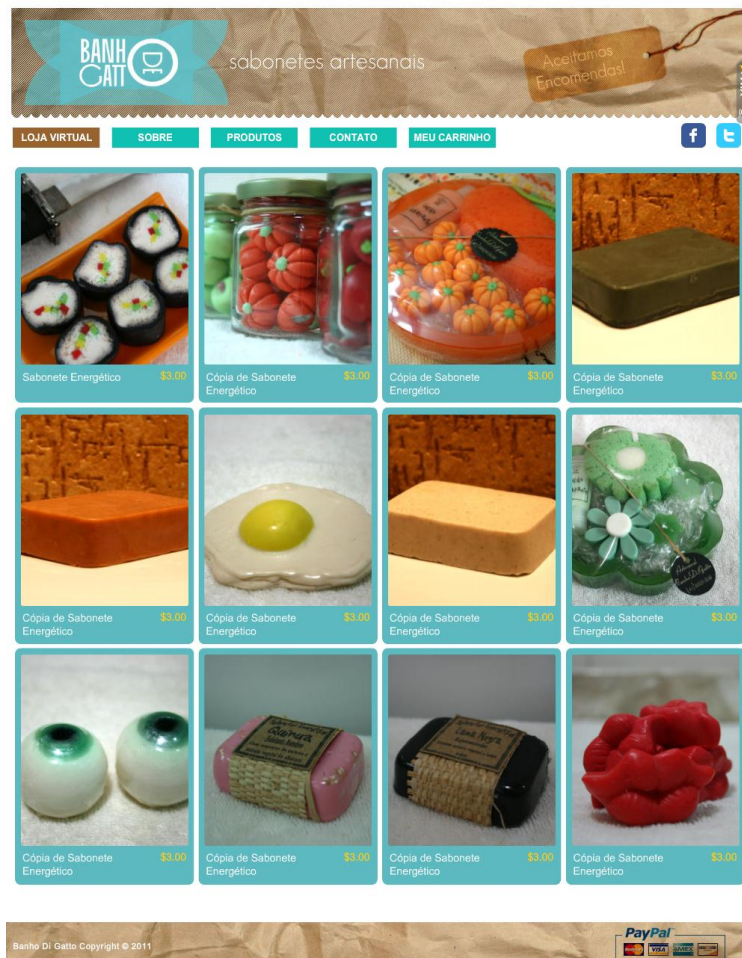 BANHO
DE
GATTO
sabonetes artesanais
Aceitamos
Encomendas!
LOJA VIRTUAL
SOBRE
PRODUTOS
CONTATO
MEU CARRINHO
f
t
Sabonete Energético $3.00
Cópia de Sabonete $3.00
Energético
Cópia de Sabonete $3.00
Energético
Cópia de Sabonete $3.00
Energético
Cópia de Sabonete $3.00
Energético
Cópia de Sabonete $3.00
Energético
Cópia de Sabonete $3.00
Energético
Cópia de Sabonete $3.00
Energético
Cópia de Sabonete $3.00
Energético
Cópia de Sabonete $3.00
Energético
Cópia de Sabonete $3.00
Energético
Cópia de Sabonete $3.00
Energético
Banho Di Gatto Copyright © 2011
PayPal
VISA
AMEX